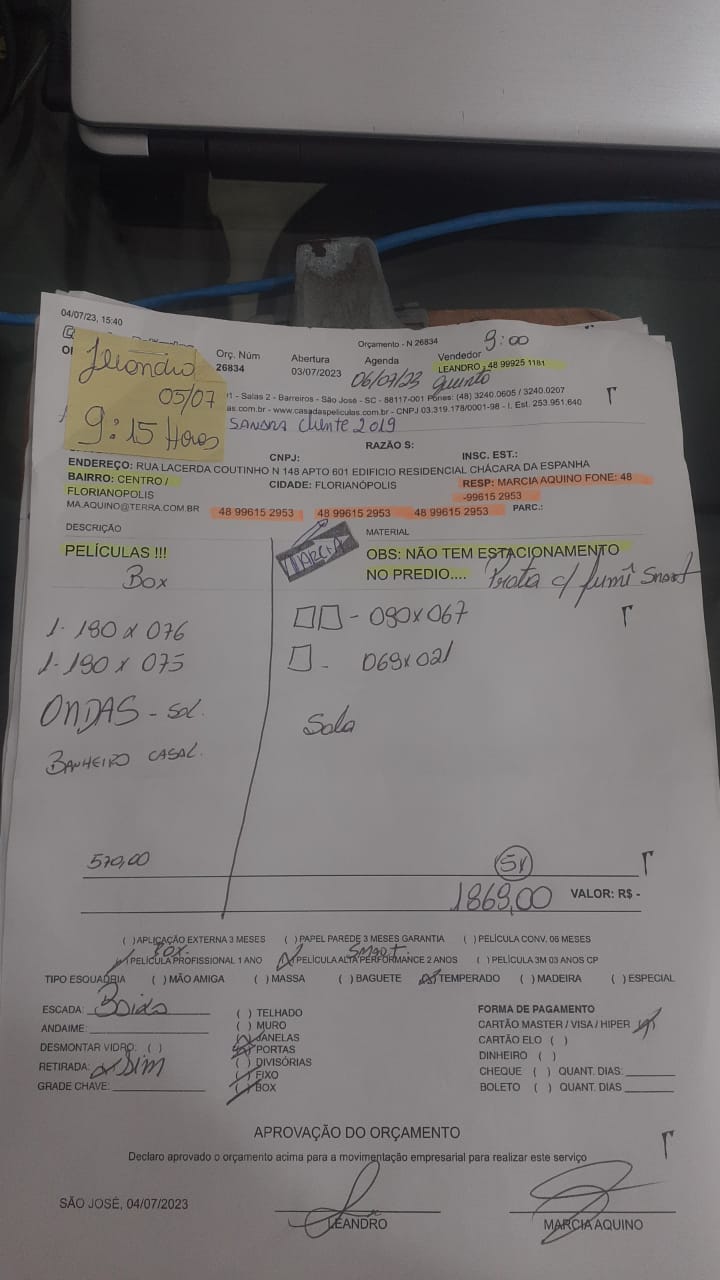 04/07/23, 15:40
Orçamento - N 26834
9:00
Orç. Núm
Abertura
Agenda
Vendedor
26834
03/07/2023
06/07/23 quinta
LEANDRO - 48 99925 1181
Leandro
05/07
9:15 Horas
- Salas 2 - Barreiros - São José - SC - 88117-001 Fones: (48) 3240.0605 / 3240.0207
as.com.br - www.casadaspeliculas.com.br - CNPJ 03.319.178/0001-98 - I. Est. 253.951.640
SANDRA cliente 2019
RAZÃO S:
CNPJ:
INSC. EST.:
ENDEREÇO: RUA LACERDA COUTINHO N 148 APTO 601 EDIFICIO RESIDENCIAL CHÁCARA DA ESPANHA
BAIRRO: CENTRO /
FLORIANOPOLIS
CIDADE: FLORIANÓPOLIS
RESP: MARCIA AQUINO FONE: 48
-99615 2953
MA.AQUINO@TERRA.COM.BR
48 99615 2953
48 99615 2953
48 99615 2953
PARC.:
DESCRIÇÃO
MATERIAL
PELÍCULAS !!!
Box
1- 190 x 076
1- 190 x 075
ONDAS - SOL.
BANHEIRO CASAL.
MARCIA
OBS: NÃO TEM ESTACIONAMENTO
NO PREDIO....
Prata c/ fumê Smart
- 090x067
- 069x021
Sala
570,00
5x
1869,00
VALOR: R$ -
( ) APLICAÇÃO EXTERNA 3 MESES ( ) PAPEL PAREDE 3 MESES GARANTIA ( ) PELÍCULA CONV. 06 MESES
Box. Smart
PELÍCULA PROFISSIONAL 1 ANO PELÍCULA ALTA PERFORMANCE 2 ANOS ( ) PELÍCULA 3M 03 ANOS CP
TIPO ESQUADRIA ( ) MÃO AMIGA ( ) MASSA ( ) BAGUETE TEMPERADO ( ) MADEIRA ( ) ESPECIAL
ESCADA:
ANDAIME:
DESMONTAR VIDRO: ( )
RETIRADA: Sim
GRADE CHAVE:
( ) TELHADO
( ) MURO
JANELAS
PORTAS
( ) DIVISÓRIAS
FIXO
BOX
FORMA DE PAGAMENTO
CARTÃO MASTER / VISA / HIPER
CARTÃO ELO ( )
DINHEIRO ( )
CHEQUE ( ) QUANT. DIAS:
BOLETO ( ) QUANT. DIAS
APROVAÇÃO DO ORÇAMENTO
Declaro aprovado o orçamento acima para a movimentação empresarial para realizar este serviço
SÃO JOSÉ, 04/07/2023
LEANDRO
MARCIA AQUINO